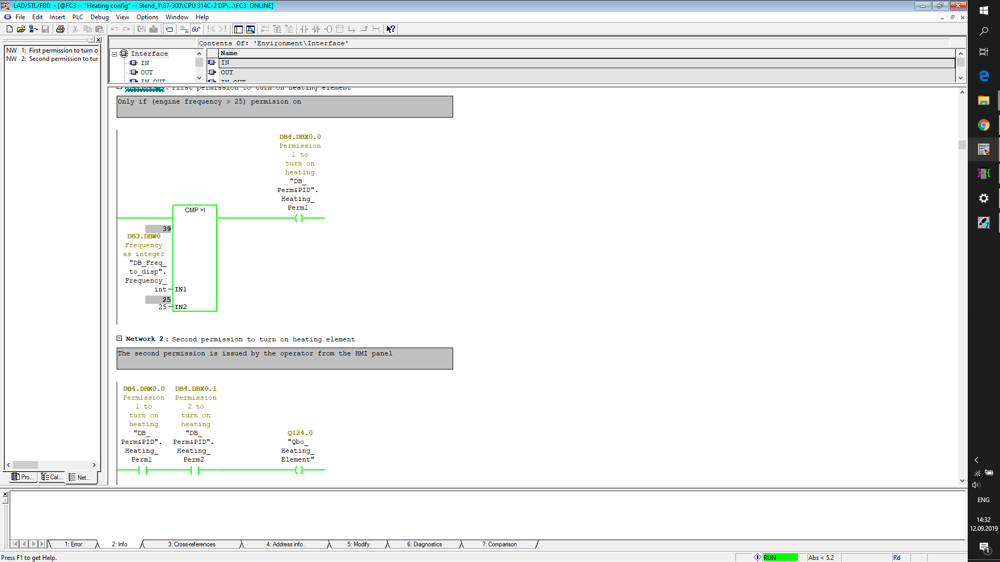 LAD/STL/FBD - [@FC3 -- "Heating config" -- Stend_1\S7-300\CPU 314C-2 DP\...\FC3 ONLINE]
File Edit Insert PLC Debug View Options Window Help
NW 1: First permission to turn o
NW 2: Second permission to tur
Contents Of: 'Environment\Interface'
Interface
IN
OUT
IN_OUT
Name
IN
OUT
IN_OUT
Network 1: First permission to turn on heating element
Only if (engine frequency > 25) permision on
DB4.DBX0.0
Permission
1 to
turn on
heating
"DB_
Perm&PID".
Heating_
Perm1
CMP >I
39
DB3.DBW0
Frequency
as integer
"DB_Freq_
to_disp".
Frequency_
int IN1
25
25 IN2
Network 2: Second permission to turn on heating element
The second permission is issued by the operator from the HMI panel
DB4.DBX0.0
Permission
1 to
turn on
heating
"DB_
Perm&PID".
Heating_
Perm1
DB4.DBX0.1
Permission
2 to
turn on
heating
"DB_
Perm&PID".
Heating_
Perm2
Q124.0
"Qbo_
Heating_
Element"
Pro... Cal... Net...
1: Error 2: Info 3: Cross-references 4: Address info. 5: Modify 6: Diagnostics 7: Comparison
Press F1 to get Help.
RUN Abs < 5.2 Rd
ENG
14:32
12.09.2019
1